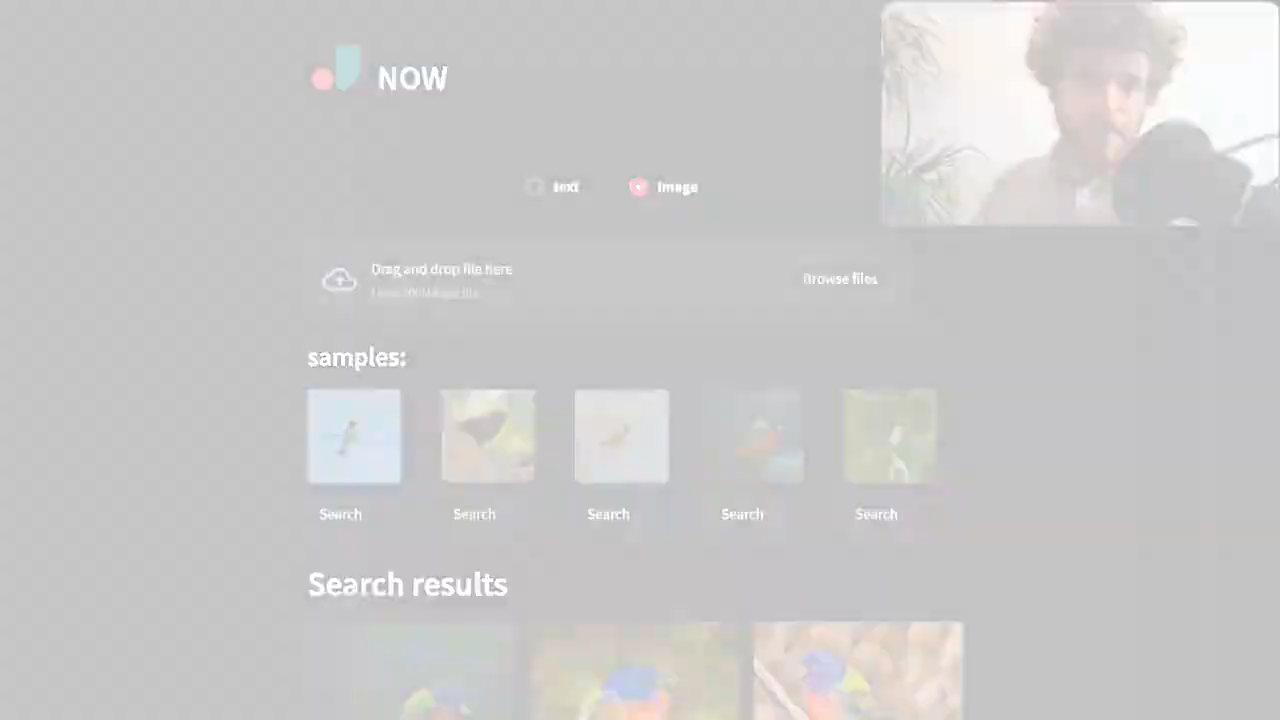 NOW
text
image
Drag and drop file here
Browse files
samples:
Search
Search
Search
Search
Search
Search results